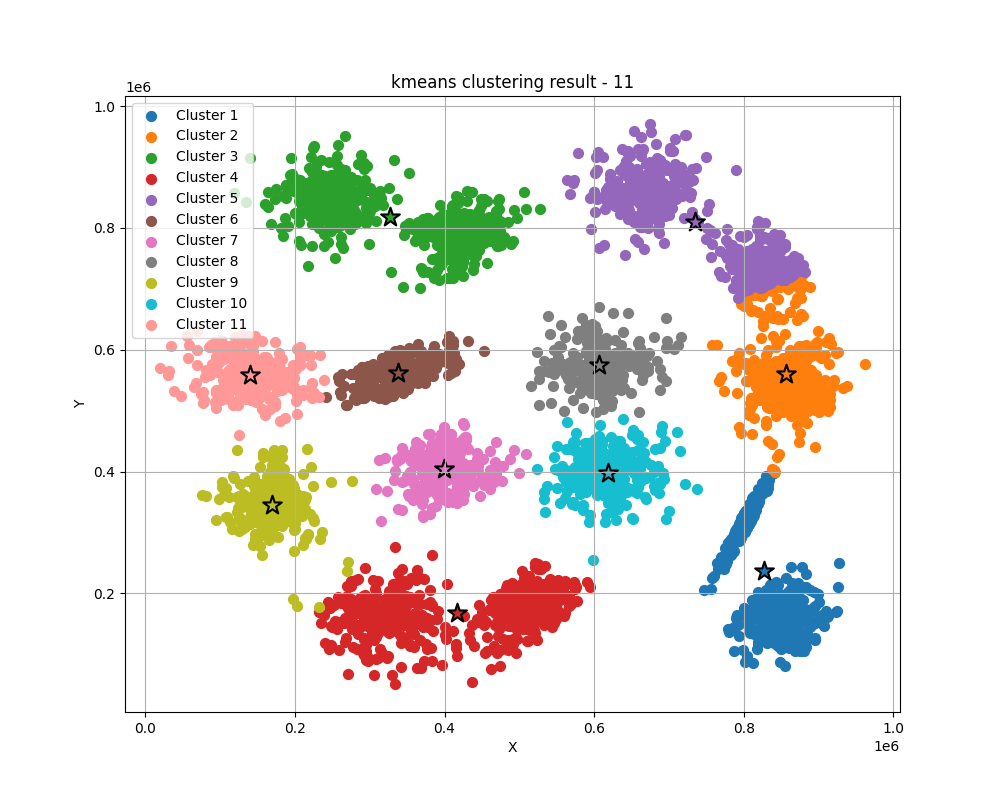 kmeans clustering result - 11
1e6
1.0
0.8
0.6
0.4
0.2
Y
Cluster 1
Cluster 2
Cluster 3
Cluster 4
Cluster 5
Cluster 6
Cluster 7
Cluster 8
Cluster 9
Cluster 10
Cluster 11
0.0 0.2 0.4 0.6 0.8 1.0
X
1e6